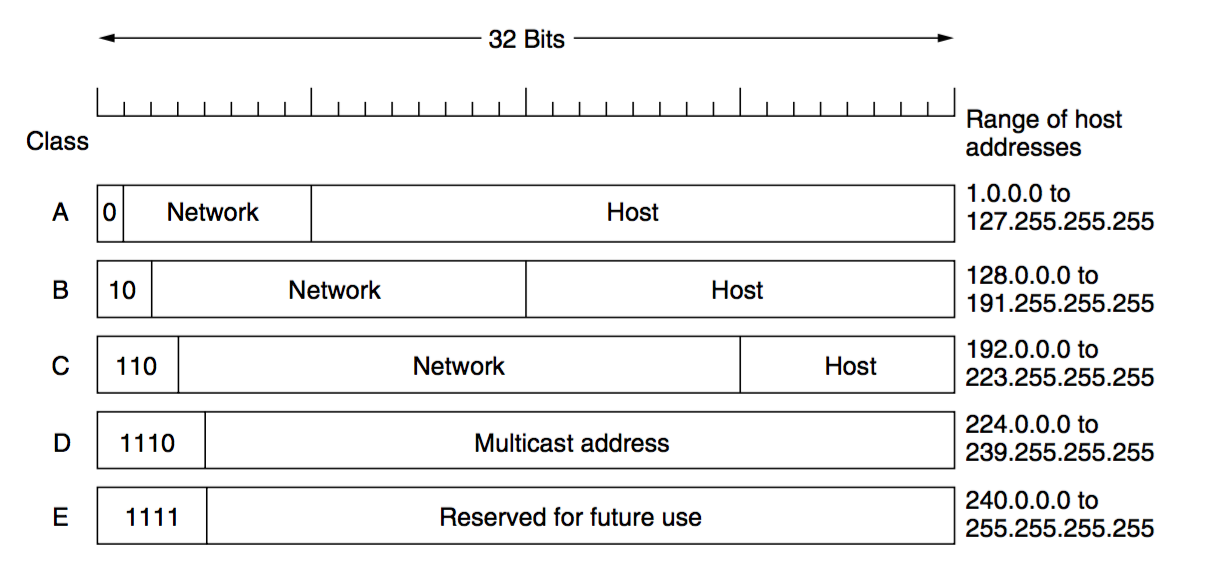 32 Bits
Range of host
addresses
Class
A 0 Network Host 1.0.0.0 to
127.255.255.255
B 10 Network Host 128.0.0.0 to
191.255.255.255
C 110 Network Host 192.0.0.0 to
223.255.255.255
D 1110 Multicast address 224.0.0.0 to
239.255.255.255
E 1111 Reserved for future use 240.0.0.0 to
255.255.255.255